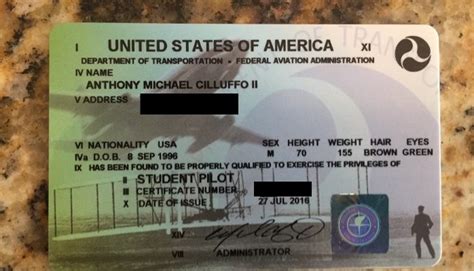 I UNITED STATES OF AMERICA XI
DEPARTMENT OF TRANSPORTATION • FEDERAL AVIATION ADMINISTRATION
IV NAME
ANTHONY MICHAEL CILLUFFO II
V ADDRESS
VI NATIONALITY USA SEX HEIGHT WEIGHT HAIR EYES
IVa D.O.B. 8 SEP 1996 M 70 155 BROWN GREEN
IX HAS BEEN FOUND TO BE PROPERLY QUALIFIED TO EXERCISE THE PRIVILEGES OF
II STUDENT PILOT
III CERTIFICATE NUMBER
X DATE OF ISSUE 27 JUL 2016
XIV
VIII ADMINISTRATOR